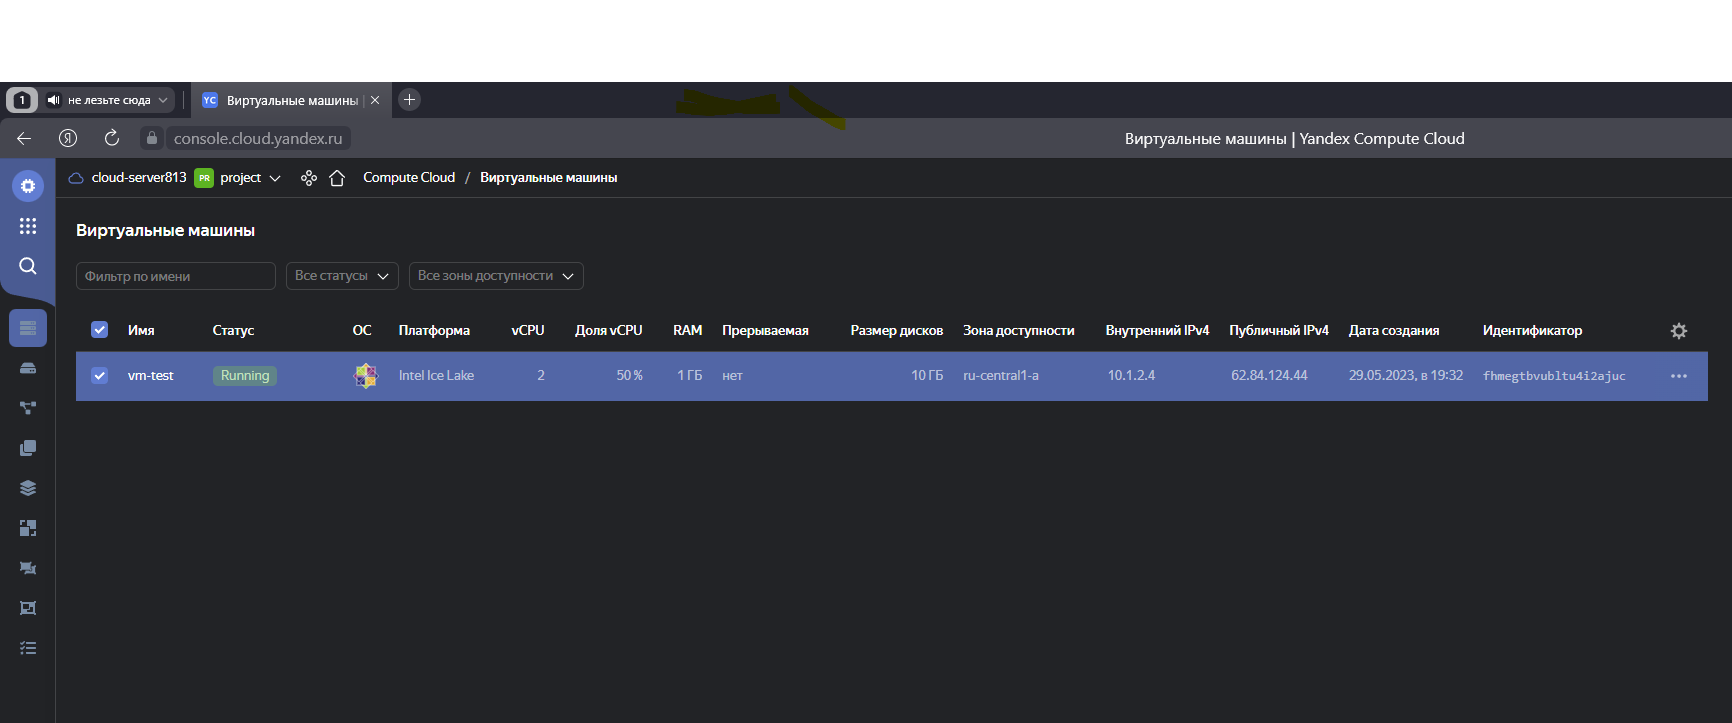 1 не лезьте сюда YC Виртуальные машины
Я console.cloud.yandex.ru Виртуальные машины | Yandex Compute Cloud
cloud-server813 PR project Compute Cloud / Виртуальные машины
Виртуальные машины
Фильтр по имени Все статусы Все зоны доступности
Имя Статус ОС Платформа vCPU Доля vCPU RAM Прерываемая Размер дисков Зона доступности Внутренний IPv4 Публичный IPv4 Дата создания Идентификатор
vm-test Running Intel Ice Lake 2 50 % 1 ГБ нет 10 ГБ ru-central1-a 10.1.2.4 62.84.124.44 29.05.2023, в 19:32 fhmegtbvubltu4i2ajuc